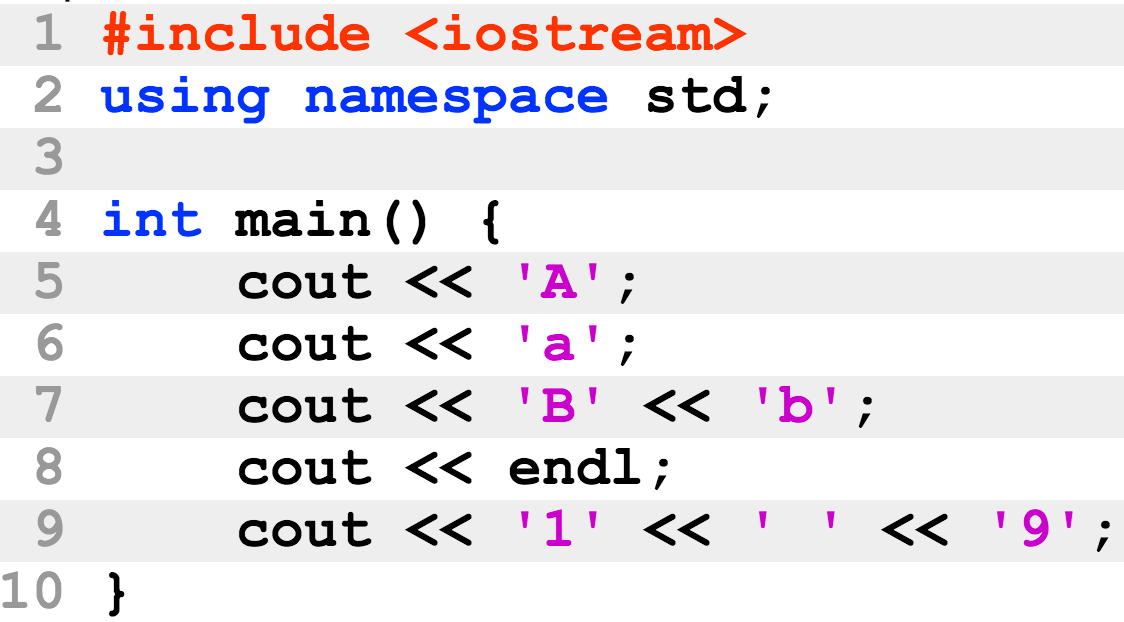 1 #include <iostream>
2 using namespace std;
3
4 int main() {
5     cout << 'A';
6     cout << 'a';
7     cout << 'B' << 'b';
8     cout << endl;
9     cout << '1' << ' ' << '9';
10 }